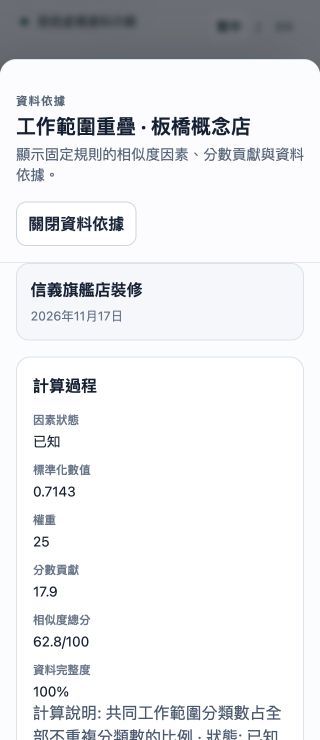 資料依據
工作範圍重疊 · 板橋概念店
顯示固定規則的相似度因素、分數貢獻與資料
依據。
關閉資料依據
信義旗艦店裝修
2026年11月17日
計算過程
因素狀態
已知
標準化數值
0.7143
權重
25
分數貢獻
17.9
相似度總分
62.8/100
資料完整度
100%
計算說明: 共同工作範圍分類數占全
部不重複分類數的比例 · 狀態: 已知